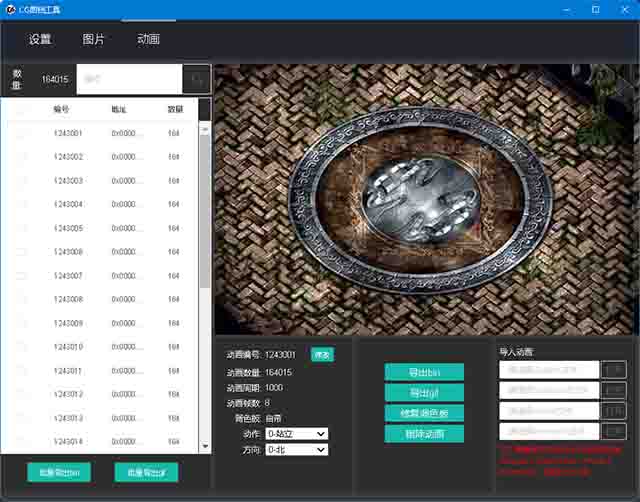 CG图档工具
设置 图片 动画
数量: 164015 编号
编号 地址 数量
1243001 0x0000... 164
1243002 0x0000... 164
1243003 0x0000... 164
1243004 0x0000... 164
1243005 0x0000... 164
1243006 0x0000... 164
1243007 0x0000... 164
1243008 0x0000... 164
1243009 0x0000... 164
1243010 0x0000... 164
1243011 0x0000... 164
1243012 0x0000... 164
1243013 0x0000... 164
1243014 0x0000... 164
批量导出bin 批量导出gif
动画编号: 1243001 修改
动画数量: 164015
动画周期: 1000
动画帧数: 8
调色板: 自带
动作: 0-站立
方向: 0-北
导出bin
导出gif
修复调色板
删除动画
导入动画
打开
打开
打开
打开